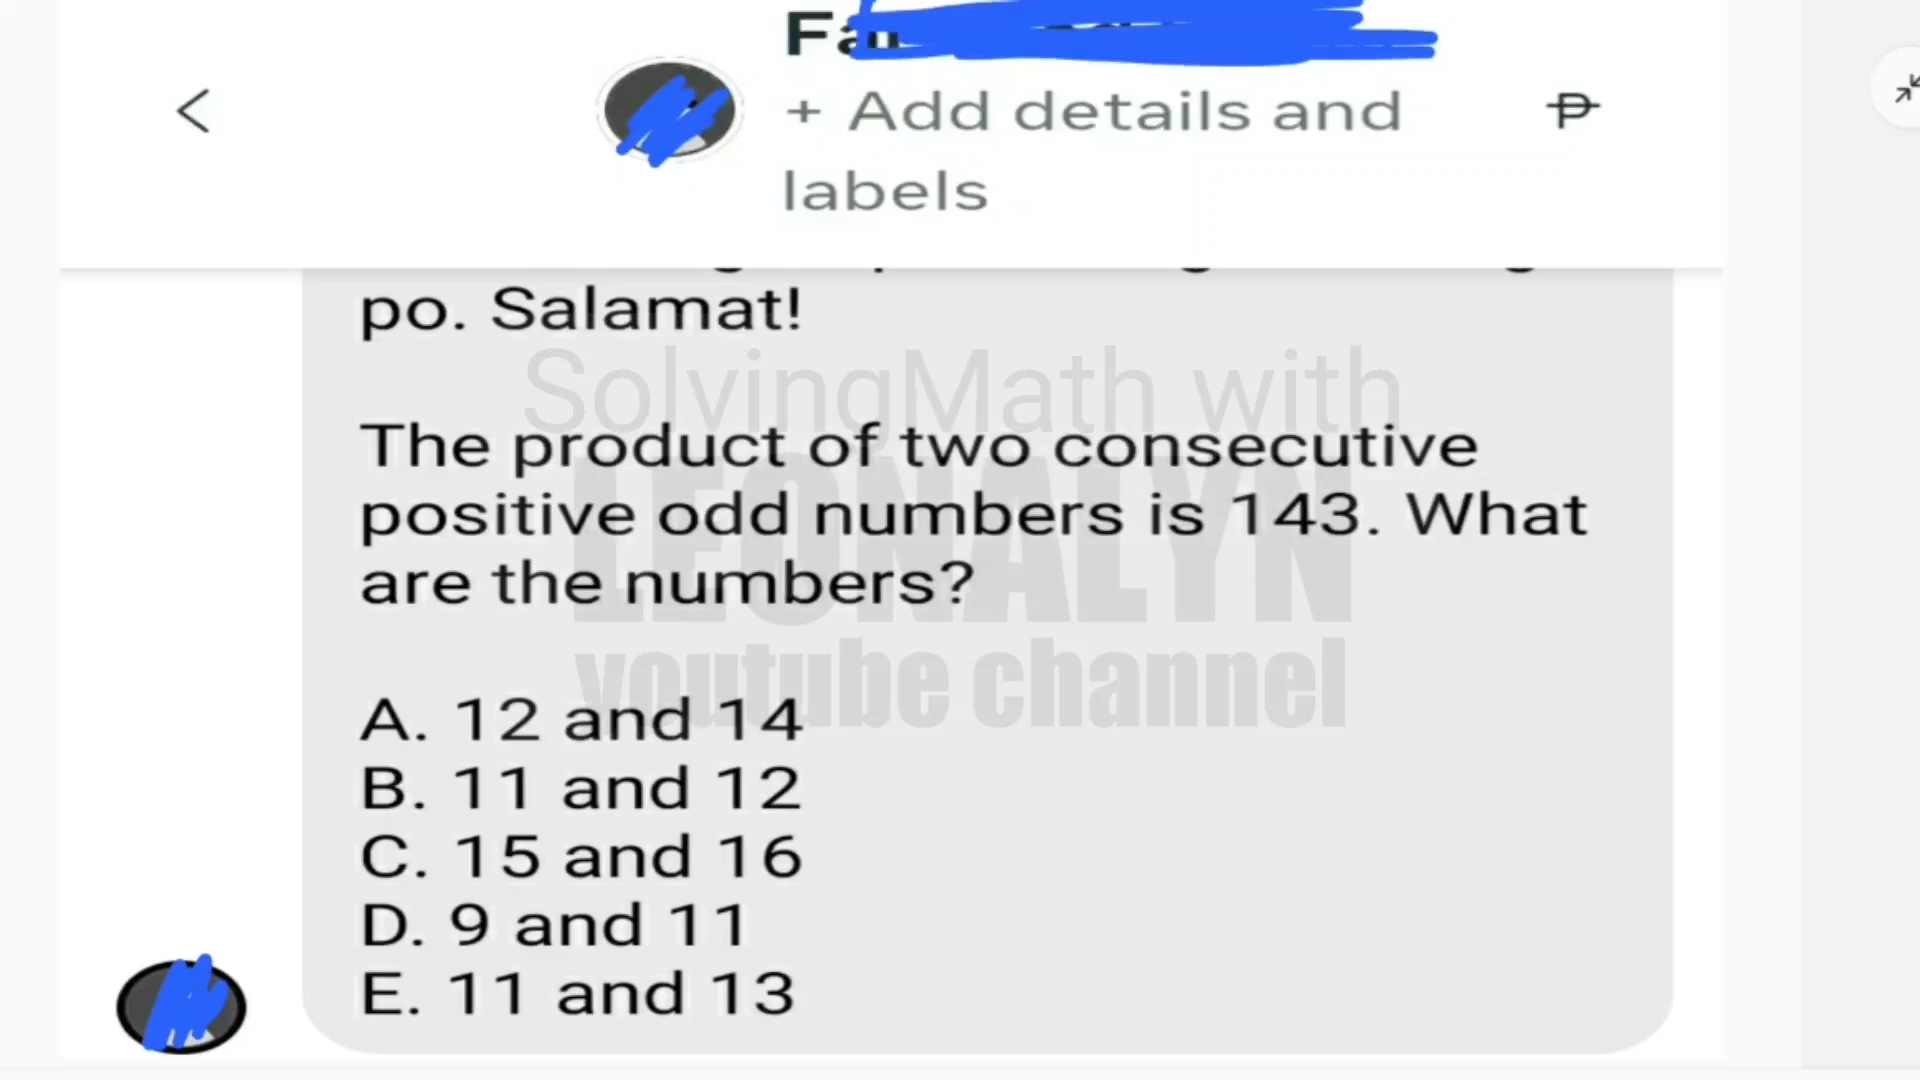 + Add details and
labels
po. Salamat!
SolvingMath with
LEONALYN
youtube channel
The product of two consecutive
positive odd numbers is 143. What
are the numbers?
A. 12 and 14
B. 11 and 12
C. 15 and 16
D. 9 and 11
E. 11 and 13